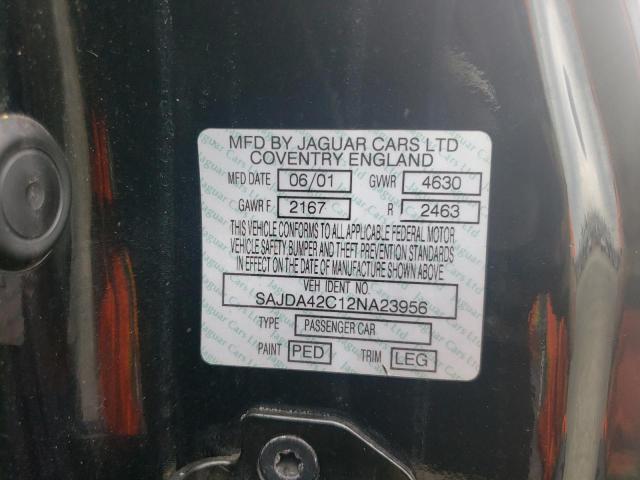 MFD BY JAGUAR CARS LTD
COVENTRY ENGLAND
MFD DATE 06/01 GVWR 4630
GAWR F. 2167 R 2463
THIS VEHICLE CONFORMS TO ALL APPLICABLE FEDERAL MOTOR
VEHICLE SAFETY BUMPER AND THEFT PREVENTION STANDARDS
IN EFFECT ON THE DATE OF MANUFACTURE SHOWN ABOVE
VEH IDENT NO.
SAJDA42C12NA23956
TYPE PASSENGER CAR
PAINT PED TRIM LEG